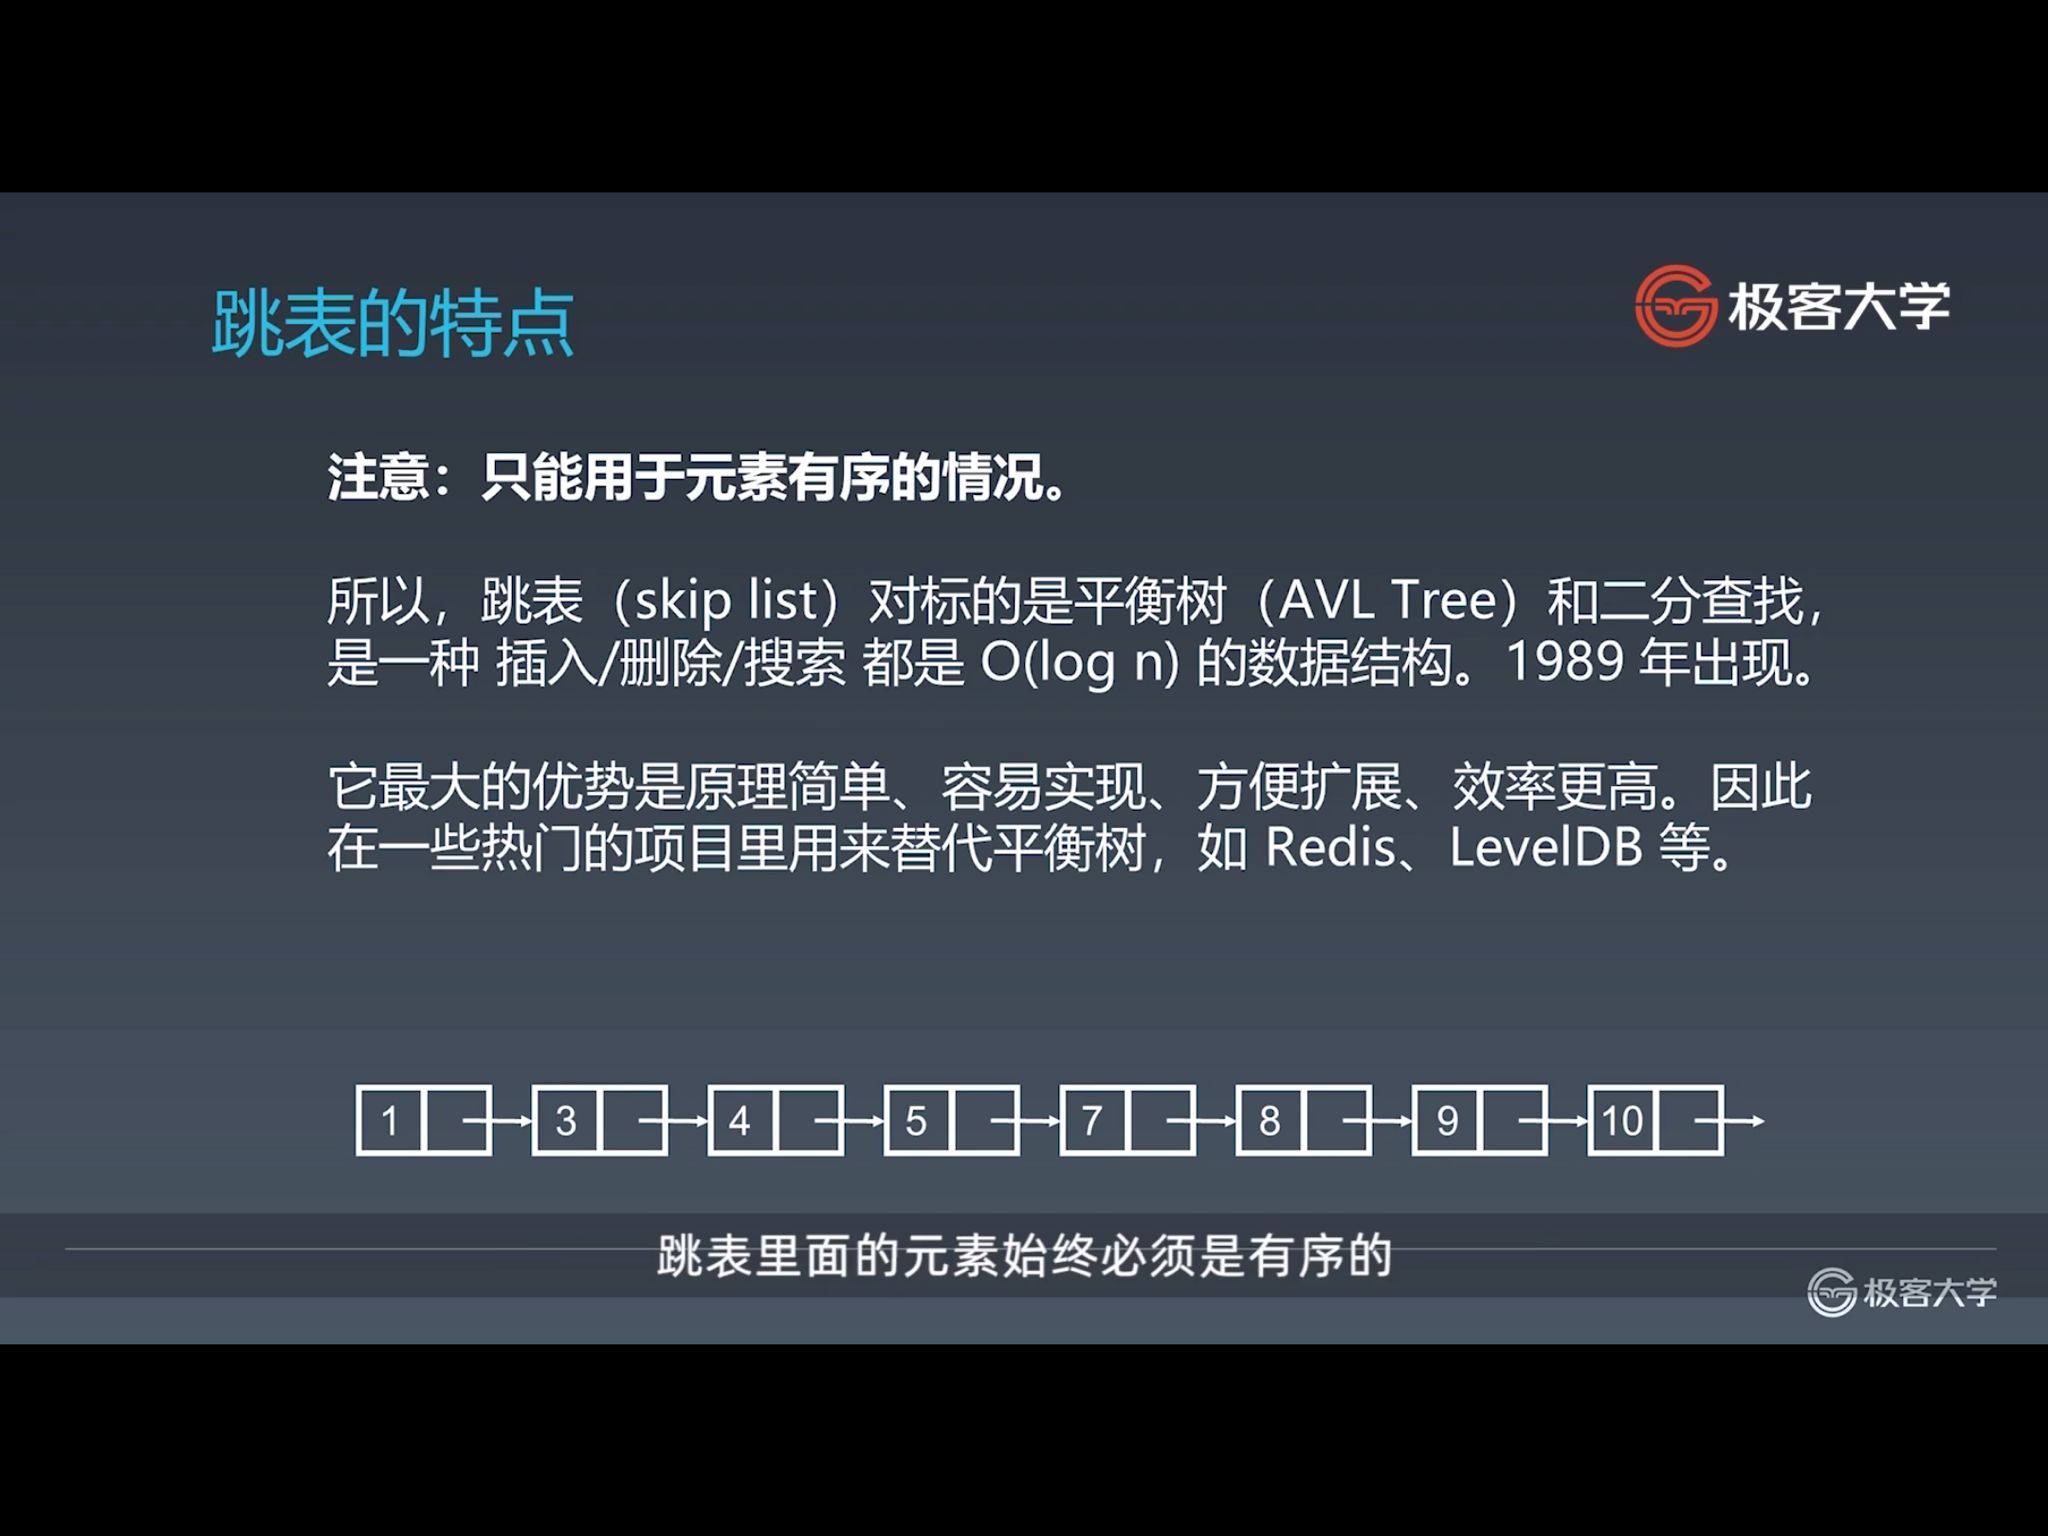 跳表的特点
极客大学
注意：只能用于元素有序的情况。
所以，跳表（skip list）对标的是平衡树（AVL Tree）和二分查找，
是一种 插入/删除/搜索 都是 O(log n) 的数据结构。1989 年出现。
它最大的优势是原理简单、容易实现、方便扩展、效率更高。因此
在一些热门的项目里用来替代平衡树，如 Redis、LevelDB 等。
1 3 4 5 7 8 9 10
跳表里面的元素始终必须是有序的
极客大学